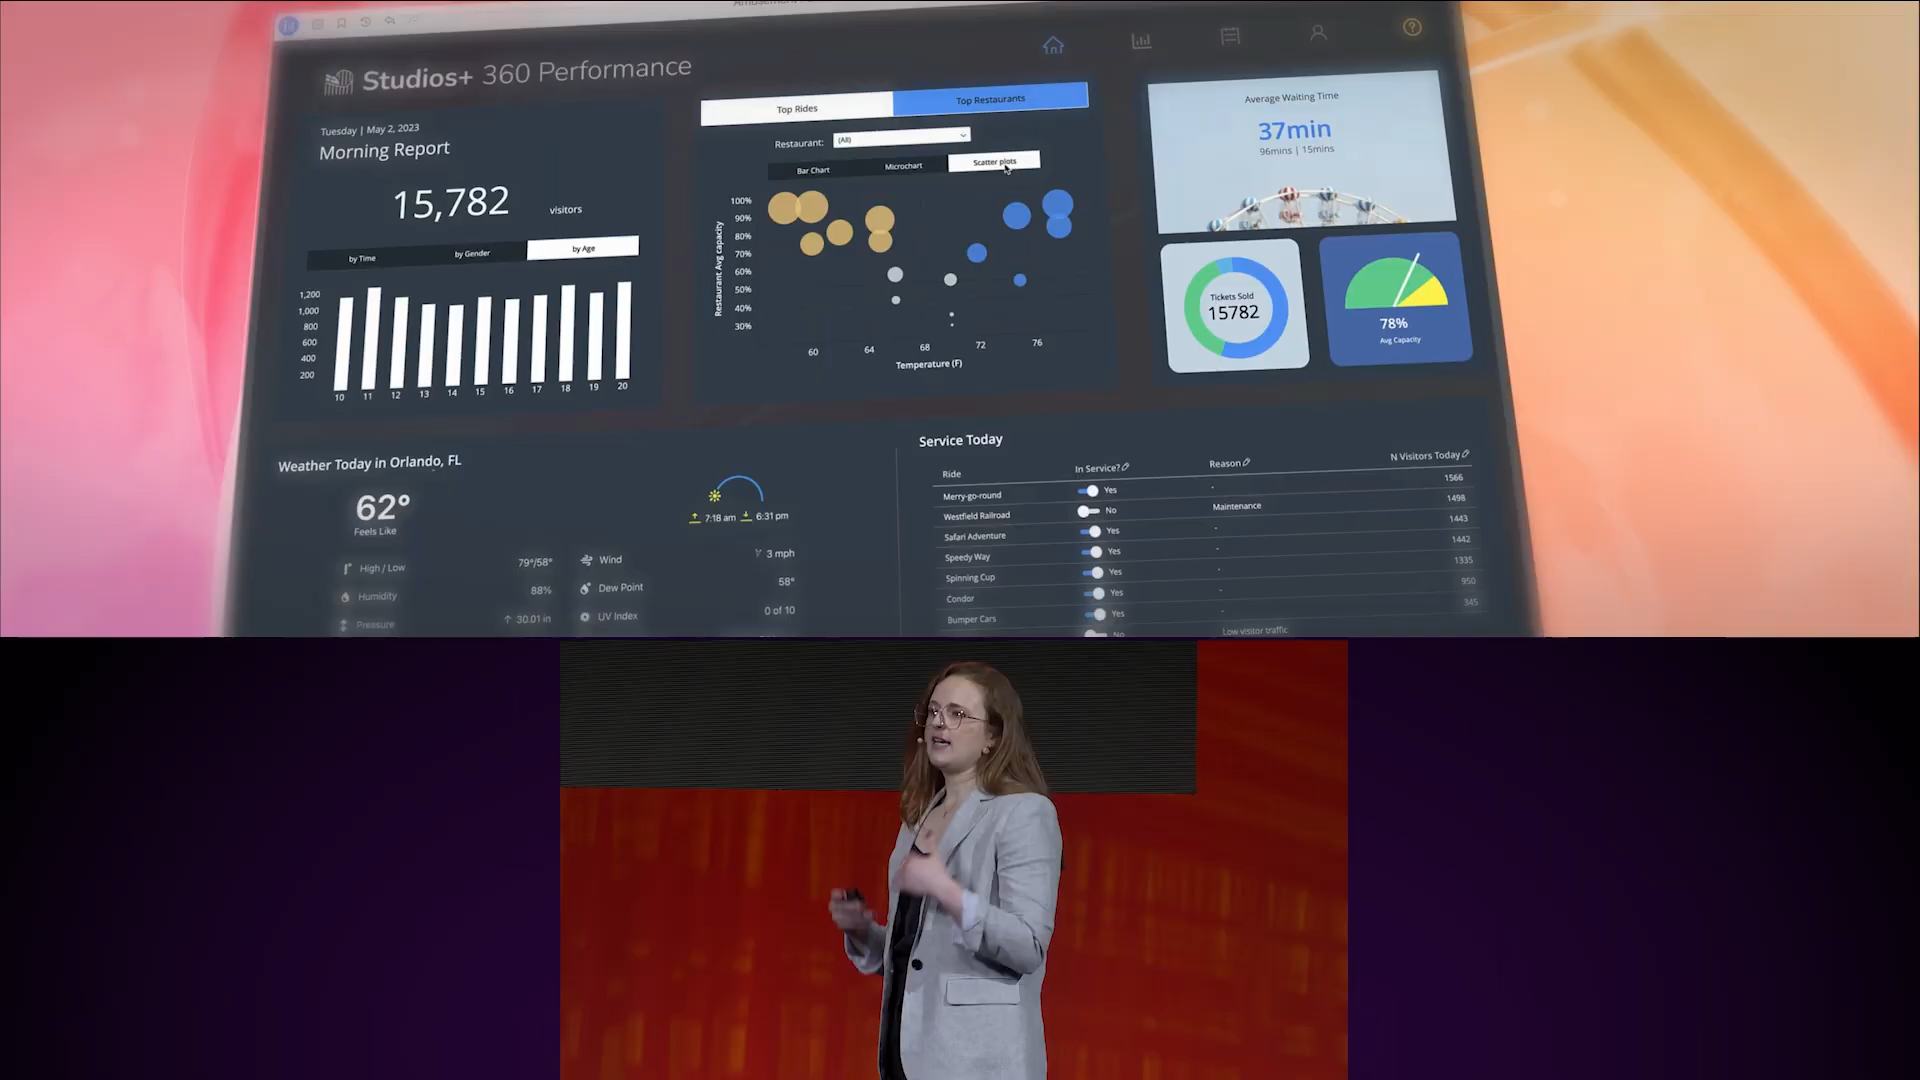 Studios+ 360 Performance
Tuesday | May 2, 2023
Morning Report
15,782 visitors
by Time
by Gender
by Age
1,200
1,000
800
600
400
200
10 11 12 13 14 15 16 17 18 19 20
Top Rides
Top Restaurants
Restaurant: (All)
Bar Chart
Microchart
Scatter plots
Restaurant Avg capacity
100%
90%
80%
70%
60%
50%
40%
30%
60 64 68 72 76
Temperature (F)
Average Waiting Time
37min
96mins | 15mins
Tickets Sold
15782
78%
Avg Capacity
Weather Today in Orlando, FL
62°
Feels Like
7:18 am 6:31 pm
High / Low 79°/58°
Humidity 88%
Pressure ↑ 30.01 in
Wind 3 mph
Dew Point 58°
UV Index 0 of 10
Service Today
Ride In Service? Reason N Visitors Today
Merry-go-round Yes - 1566
Westfield Railroad No Maintenance 1498
Safari Adventure Yes - 1443
Speedy Way Yes - 1442
Spinning Cup Yes - 1335
Condor Yes - 950
Bumper Cars Yes - 345
No Low visitor traffic